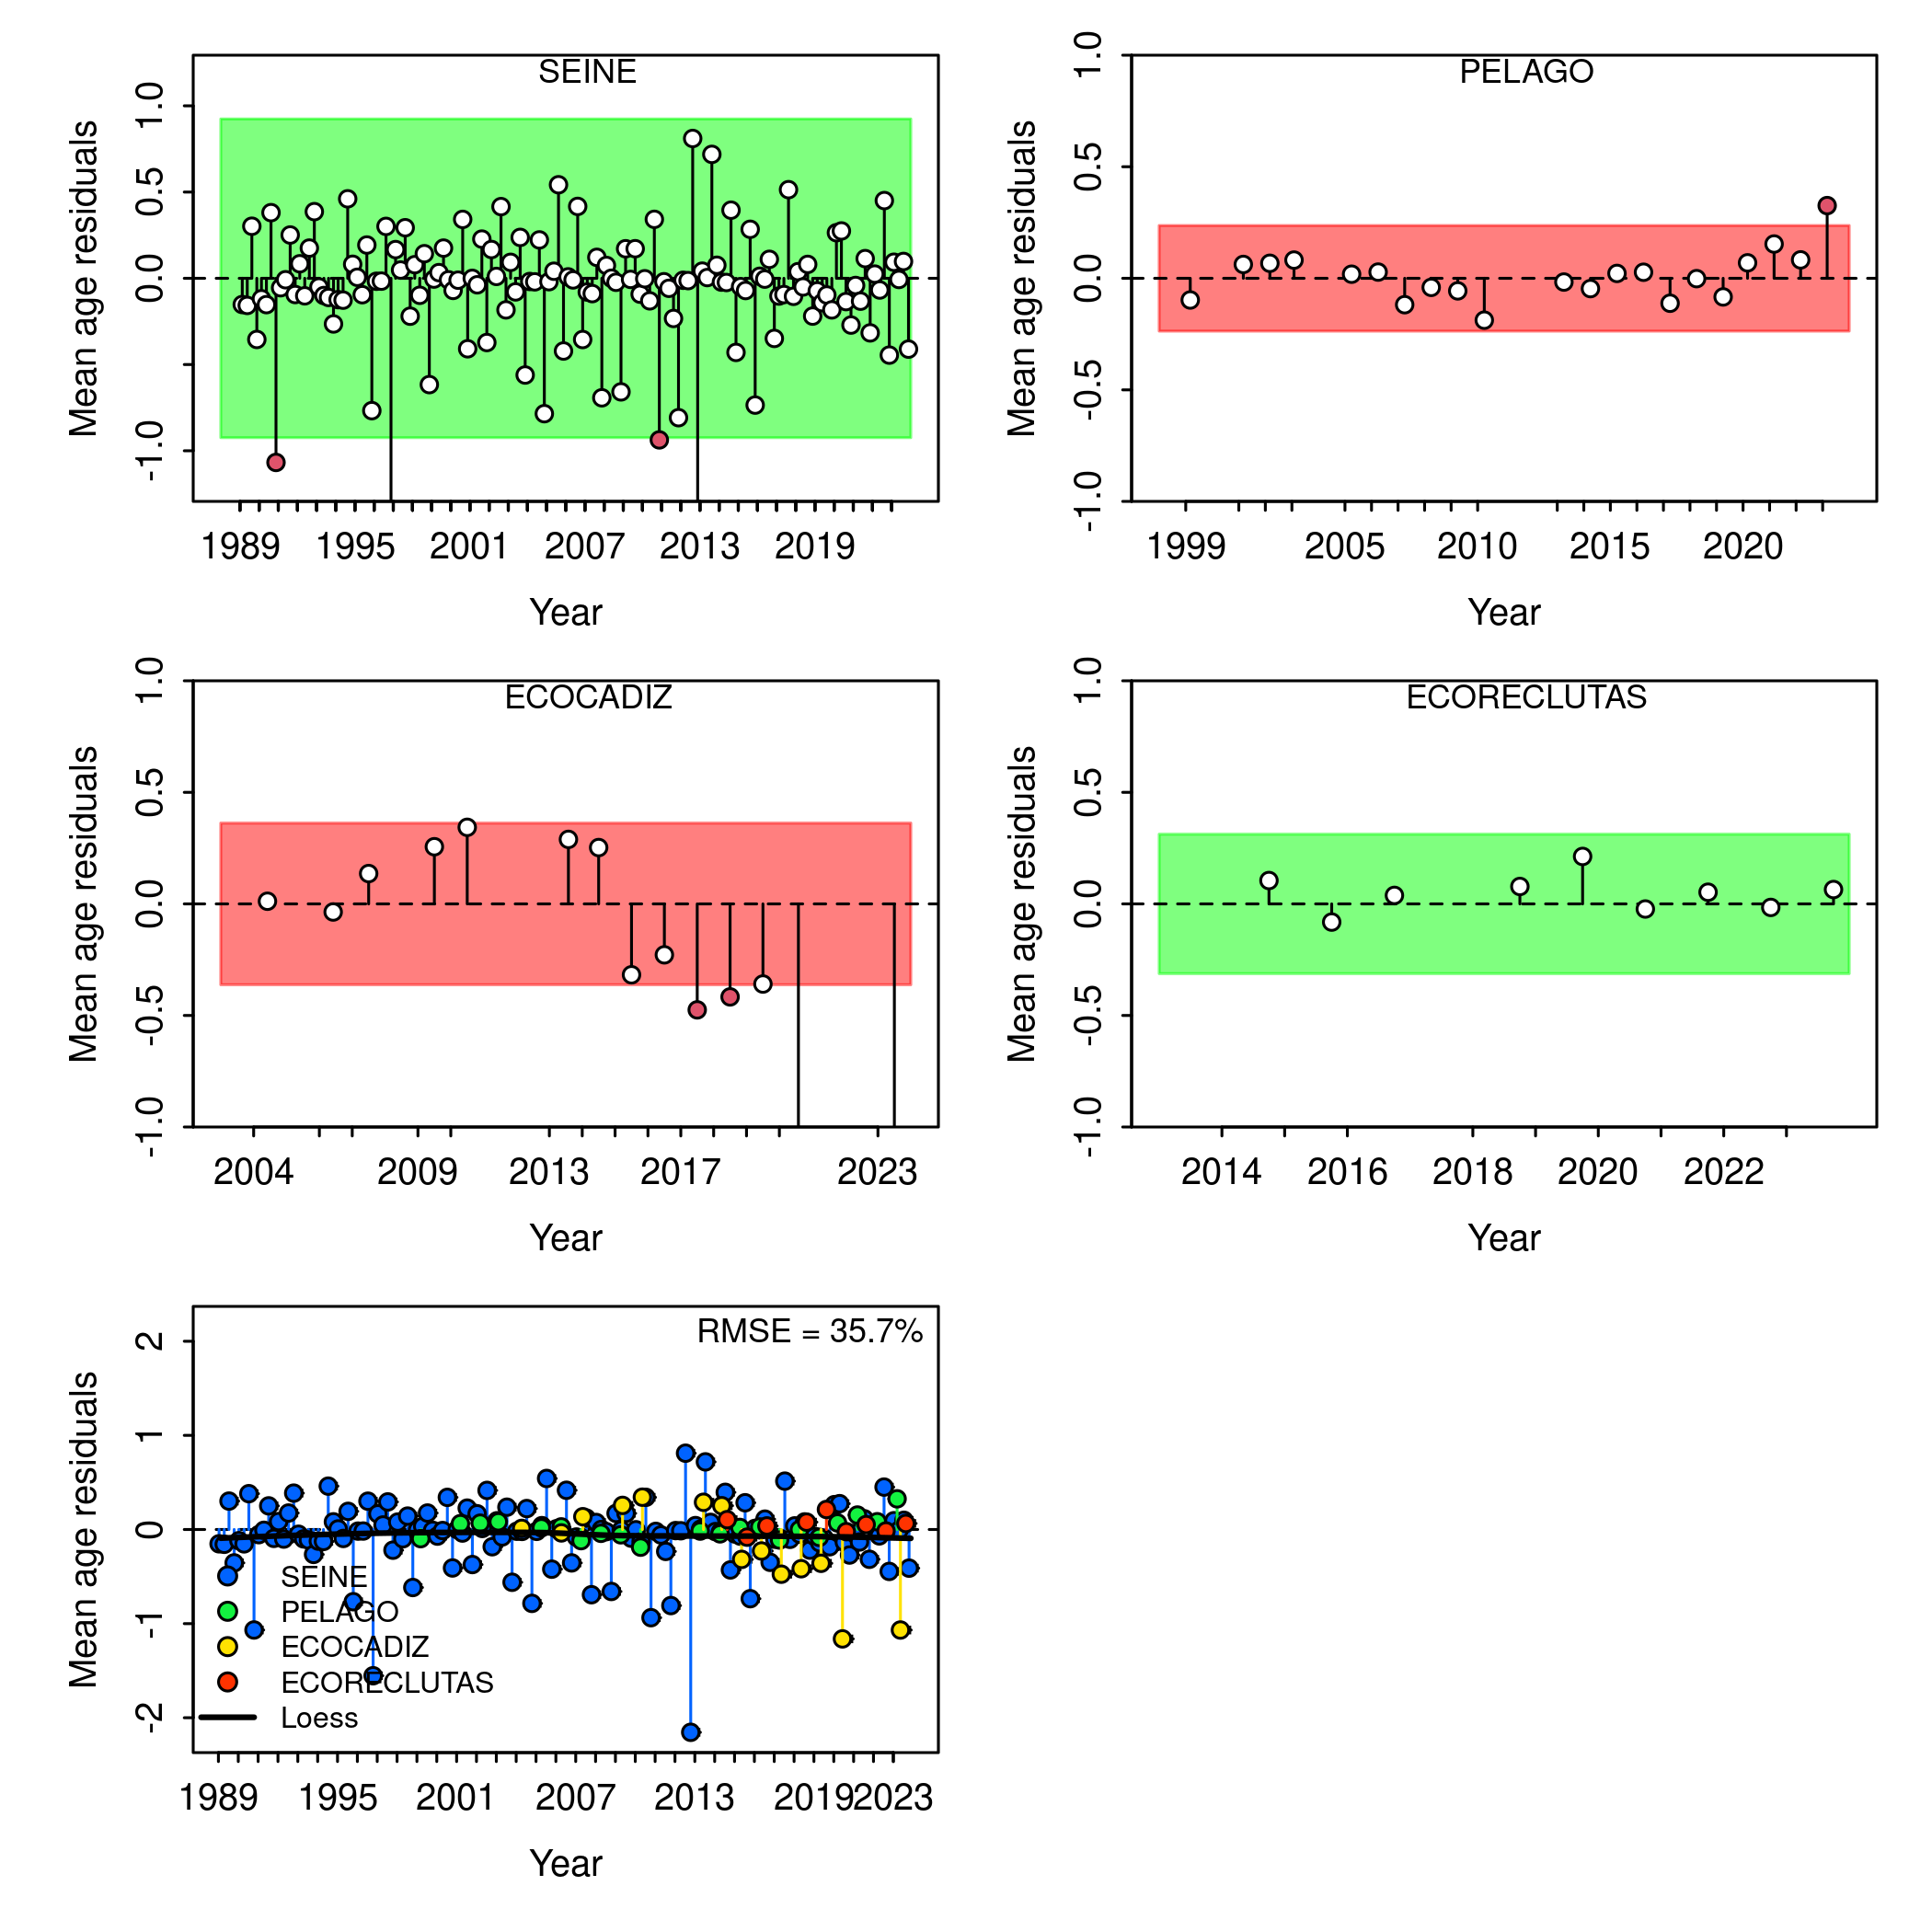 SEINE
Mean age residuals
1.0
0.5
0.0
-1.0
1989 1995 2001 2007 2013 2019
Year
PELAGO
Mean age residuals
1.0
0.5
0.0
-0.5
-1.0
1999 2005 2010 2015 2020
Year
ECOCADIZ
Mean age residuals
1.0
0.5
0.0
-0.5
-1.0
2004 2009 2013 2017 2023
Year
ECORECLUTAS
Mean age residuals
1.0
0.5
0.0
-0.5
-1.0
2014 2016 2018 2020 2022
Year
RMSE = 35.7%
Mean age residuals
2
1
0
-1
-2
SEINE
PELAGO
ECOCADIZ
ECORECLUTAS
Loess
1989 1995 2001 2007 2013 2019 2023
Year